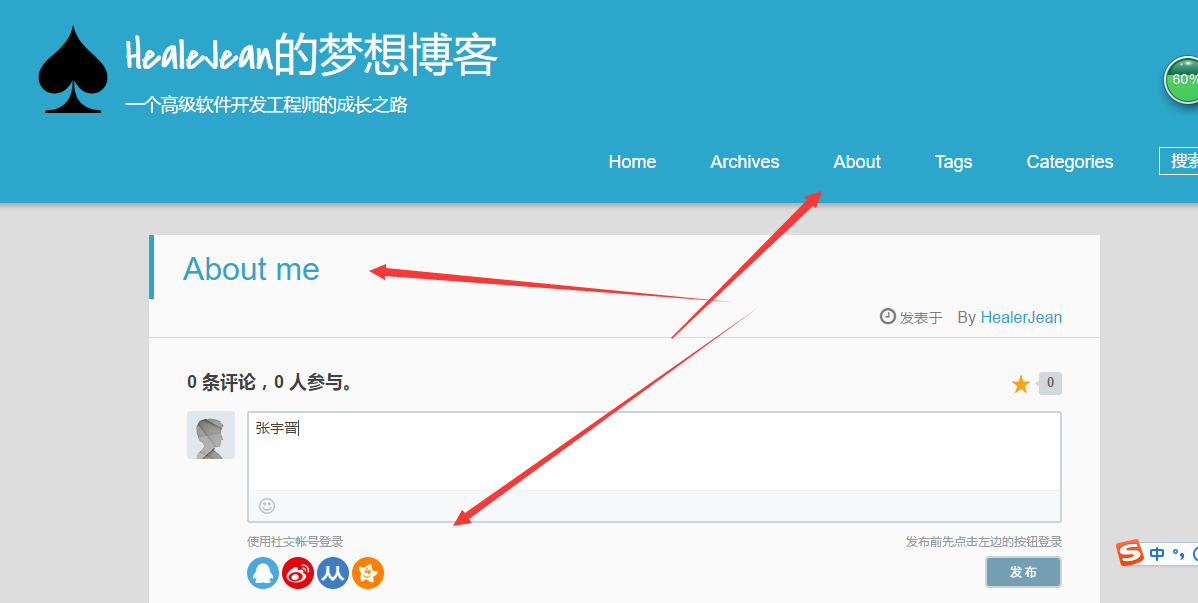 HealeJean的梦想博客
一个高级软件开发工程师的成长之路
60%
Home Archives About Tags Categories 搜索
About me
发表于 By HealerJean
0 条评论，0 人参与。
0
张宇晋
使用社交帐号登录
发布前先点击左边的按钮登录
发布
S 中 °，